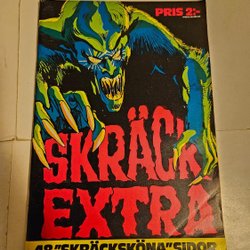 PRIS 2:-
SKRÄCK
EXTRA
48 "SKRÄCKSKÖNA" SIDOR